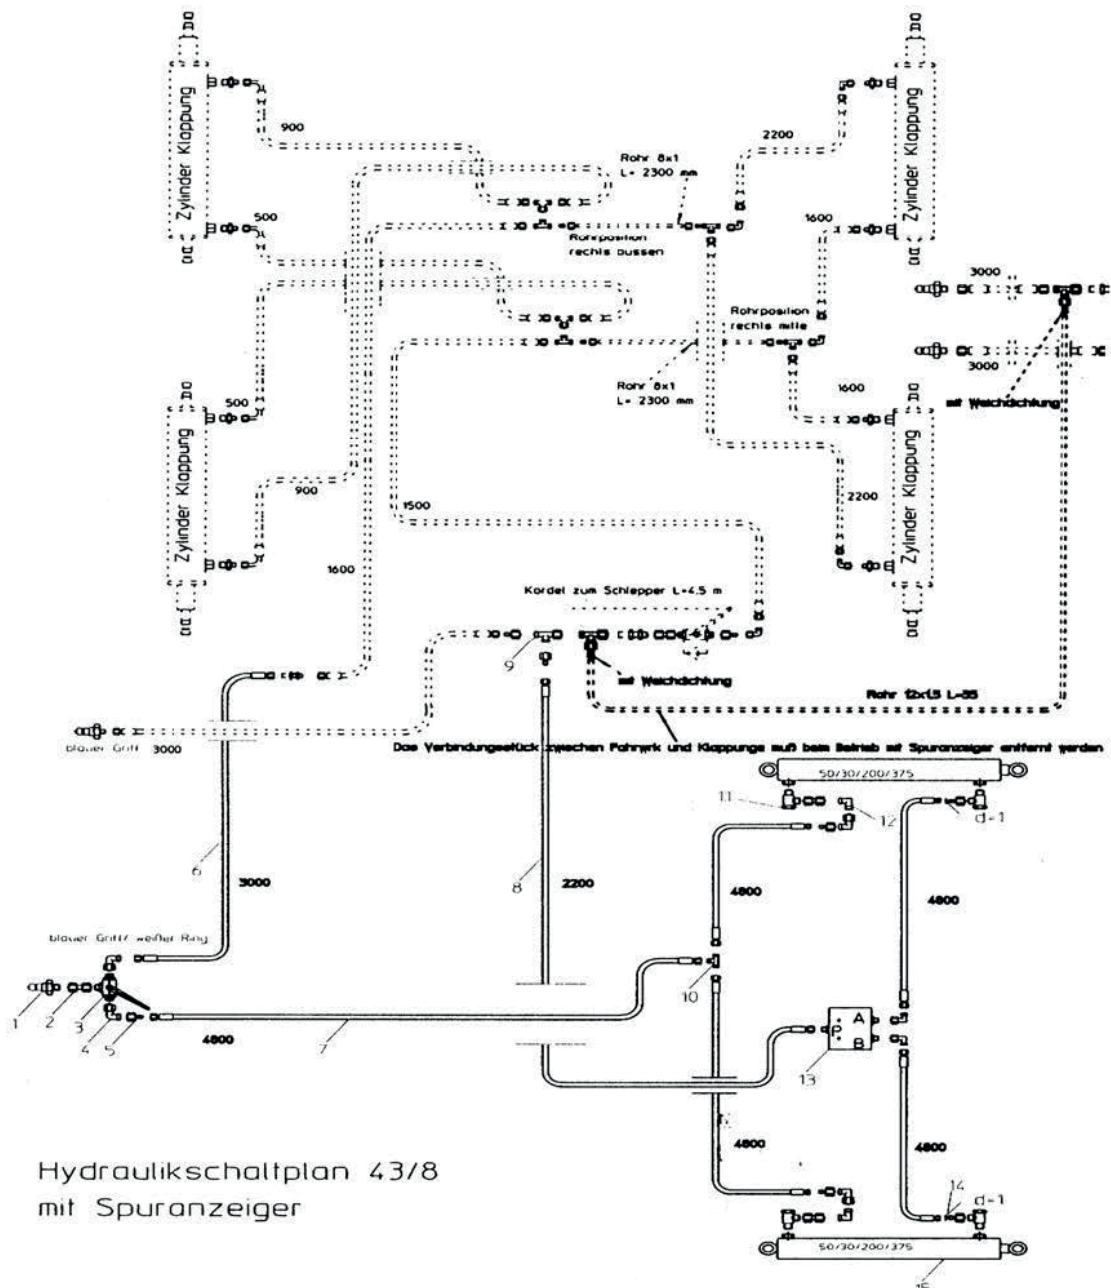 Zylinder Klappung
Zylinder Klappung
900
2200
Rohr 8x1
L= 2300 mm
500
1600
Rohrposition
rechts aussen
3000
Rohrposition
rechts mitte
3000
Rohr 8x1
L= 2300 mm
1600
500
mit Weichdichtung
Zylinder Klappung
Zylinder Klappung
900
1500
2200
1600
Kordel zum Schlepper L=4.5 m
9
mit Weichdichtung
Rohr 12x1,5 L=55
blauer Griff
3000
Das Verbindungsstück zwischen Fahrwrk und Klappunge muß beim Betrieb mit Spuranzeiger entfernt werden
50/30/200/375
11
12
d=1
6
3000
8
2200
4800
4800
blauer Griff/ weißer Ring
10
1
2
3
4
5
4800
7
P
A
B
13
4800
4800
Hydraulikschaltplan 43/8
mit Spuranzeiger
14
d=1
50/30/200/375
15